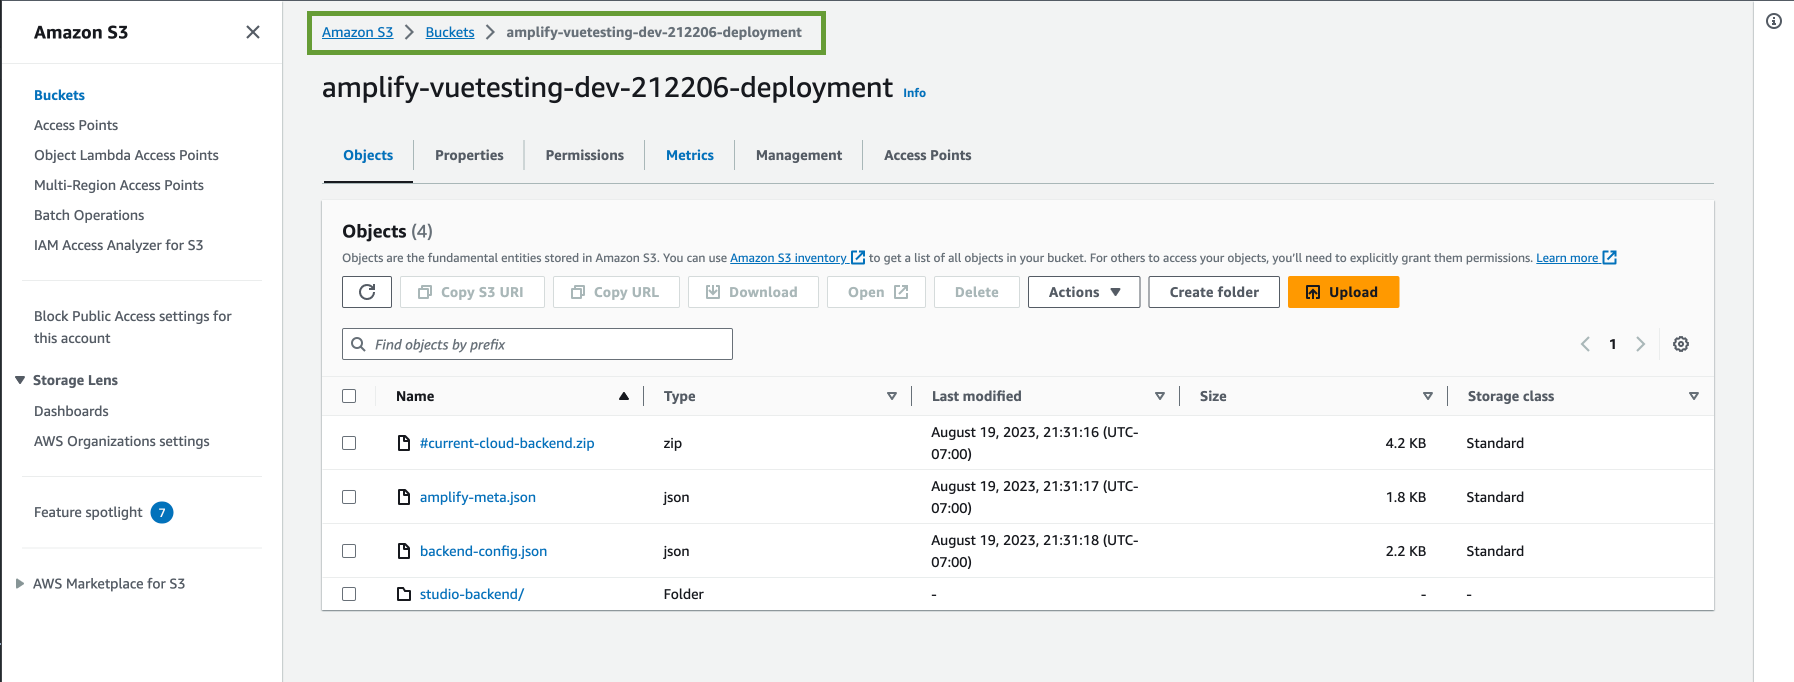 Amazon S3
Buckets
Access Points
Object Lambda Access Points
Multi-Region Access Points
Batch Operations
IAM Access Analyzer for S3
Block Public Access settings for
this account
Storage Lens
Dashboards
AWS Organizations settings
Feature spotlight 7
AWS Marketplace for S3
Amazon S3 > Buckets > amplify-vuetesting-dev-212206-deployment
amplify-vuetesting-dev-212206-deployment Info
Objects Properties Permissions Metrics Management Access Points
Objects (4)
Objects are the fundamental entities stored in Amazon S3. You can use Amazon S3 inventory to get a list of all objects in your bucket. For others to access your objects, you'll need to explicitly grant them permissions. Learn more
Copy S3 URI Copy URL Download Open Delete Actions Create folder Upload
Find objects by prefix
1
Name Type Last modified Size Storage class
#current-cloud-backend.zip zip August 19, 2023, 21:31:16 (UTC-
07:00) 4.2 KB Standard
amplify-meta.json json August 19, 2023, 21:31:17 (UTC-
07:00) 1.8 KB Standard
backend-config.json json August 19, 2023, 21:31:18 (UTC-
07:00) 2.2 KB Standard
studio-backend/ Folder - - -